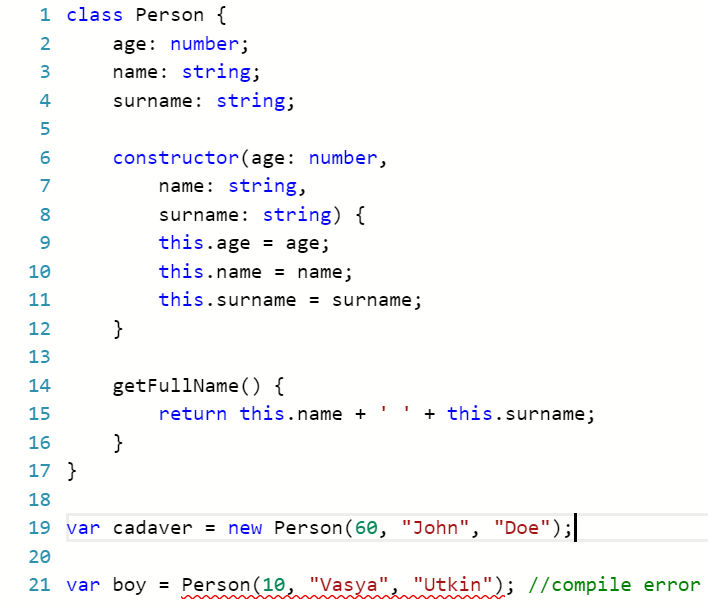 1 class Person {
2     age: number;
3     name: string;
4     surname: string;
5
6     constructor(age: number,
7         name: string,
8         surname: string) {
9         this.age = age;
10         this.name = name;
11         this.surname = surname;
12     }
13
14     getFullName() {
15         return this.name + ' ' + this.surname;
16     }
17 }
18
19 var cadaver = new Person(60, "John", "Doe");
20
21 var boy = Person(10, "Vasya", "Utkin"); //compile error